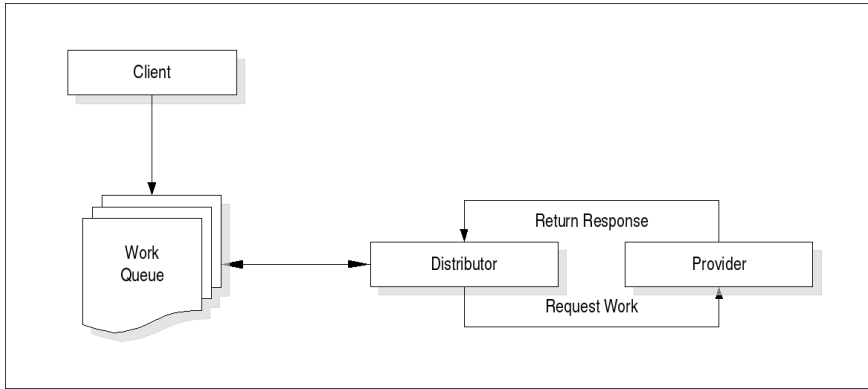 Client
Return Response
Work
Queue
Distributor
Provider
Request Work